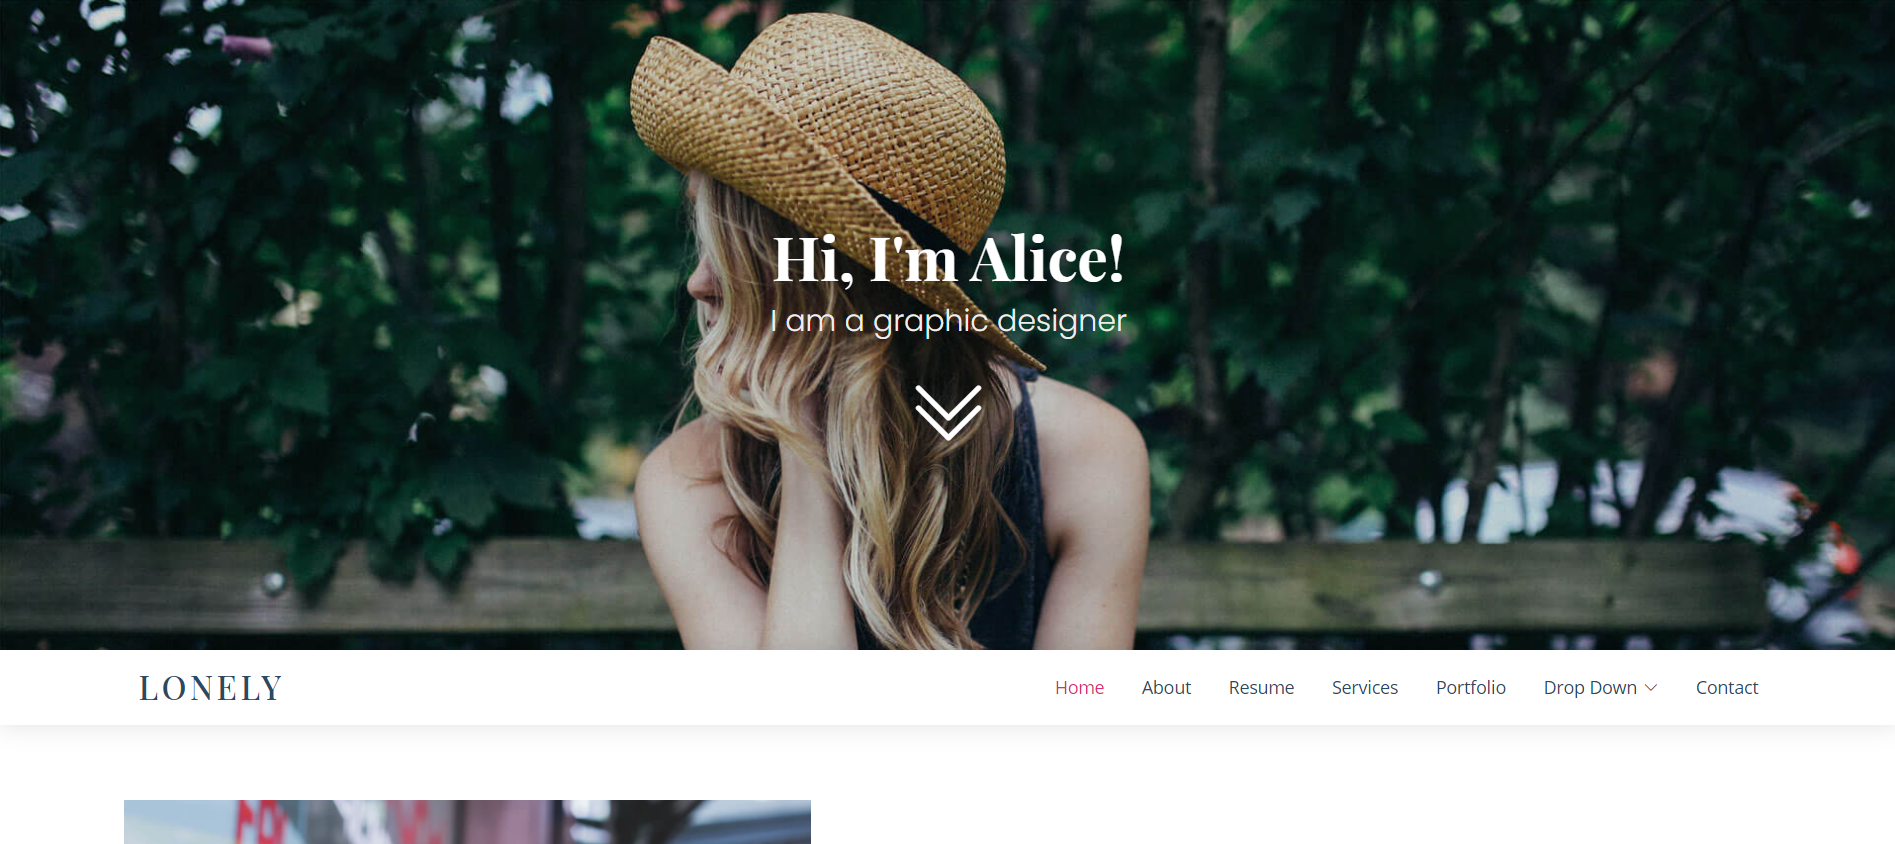 Hi, I'm Alice!
I am a graphic designer
LONELY
Home About Resume Services Portfolio Drop Down Contact